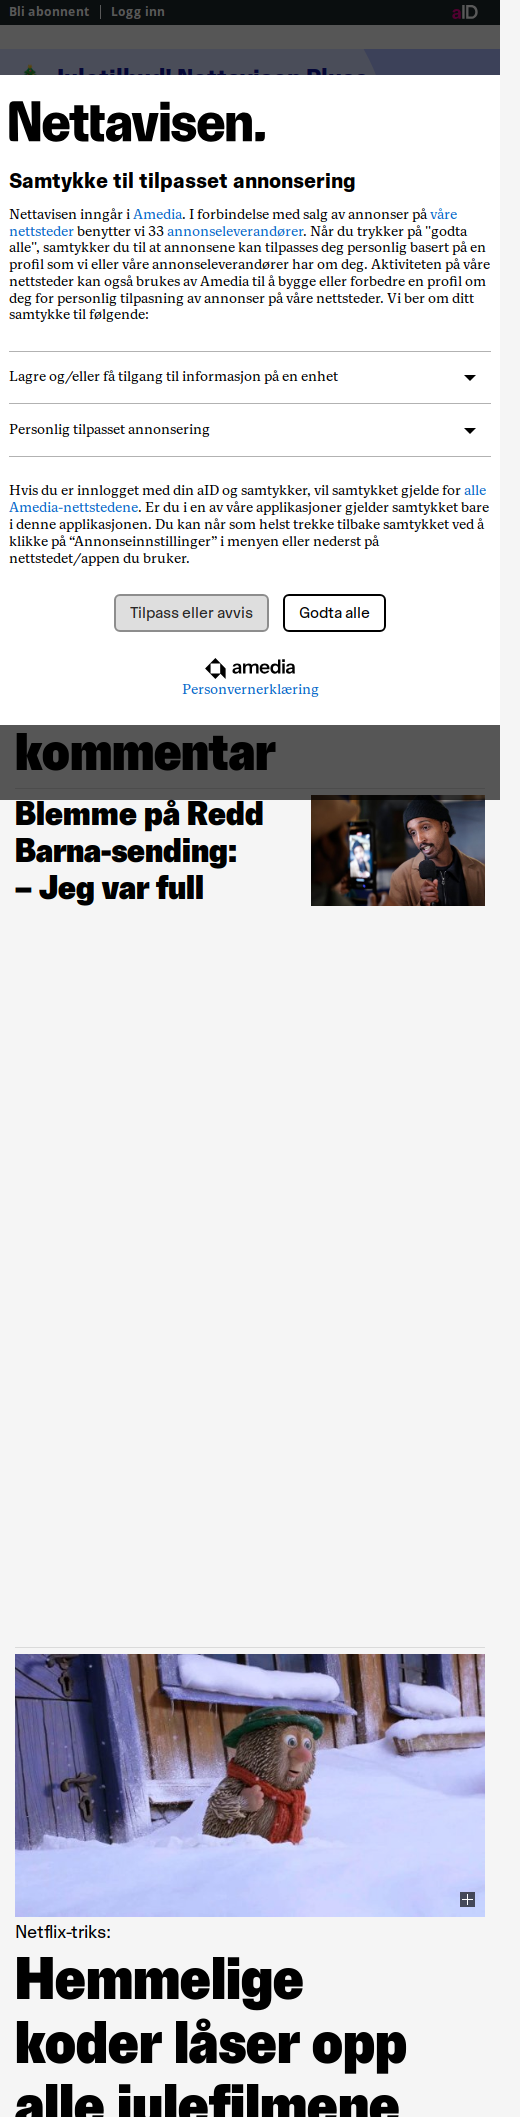 Bli abonnent | Logg inn
aID
Juletilbud! Nettavisen Pluss
Nettavisen.
Samtykke til tilpasset annonsering
Nettavisen inngår i Amedia. I forbindelse med salg av annonser på våre
nettsteder benytter vi 33 annonseleverandører. Når du trykker på "godta
alle", samtykker du til at annonsene kan tilpasses deg personlig basert på en
profil som vi eller våre annonseleverandører har om deg. Aktiviteten på våre
nettsteder kan også brukes av Amedia til å bygge eller forbedre en profil om
deg for personlig tilpasning av annonser på våre nettsteder. Vi ber om ditt
samtykke til følgende:
Lagre og/eller få tilgang til informasjon på en enhet
Personlig tilpasset annonsering
Hvis du er innlogget med din aID og samtykker, vil samtykket gjelde for alle
Amedia-nettstedene. Er du i en av våre applikasjoner gjelder samtykket bare
i denne applikasjonen. Du kan når som helst trekke tilbake samtykket ved å
klikke på “Annonseinnstillinger” i menyen eller nederst på
nettstedet/appen du bruker.
Tilpass eller avvis
Godta alle
amedia
Personvernerklæring
kommentar
Blemme på Redd
Barna-sending:
– Jeg var full
Netflix-triks:
Hemmelige
koder låser opp
alle julefilmene